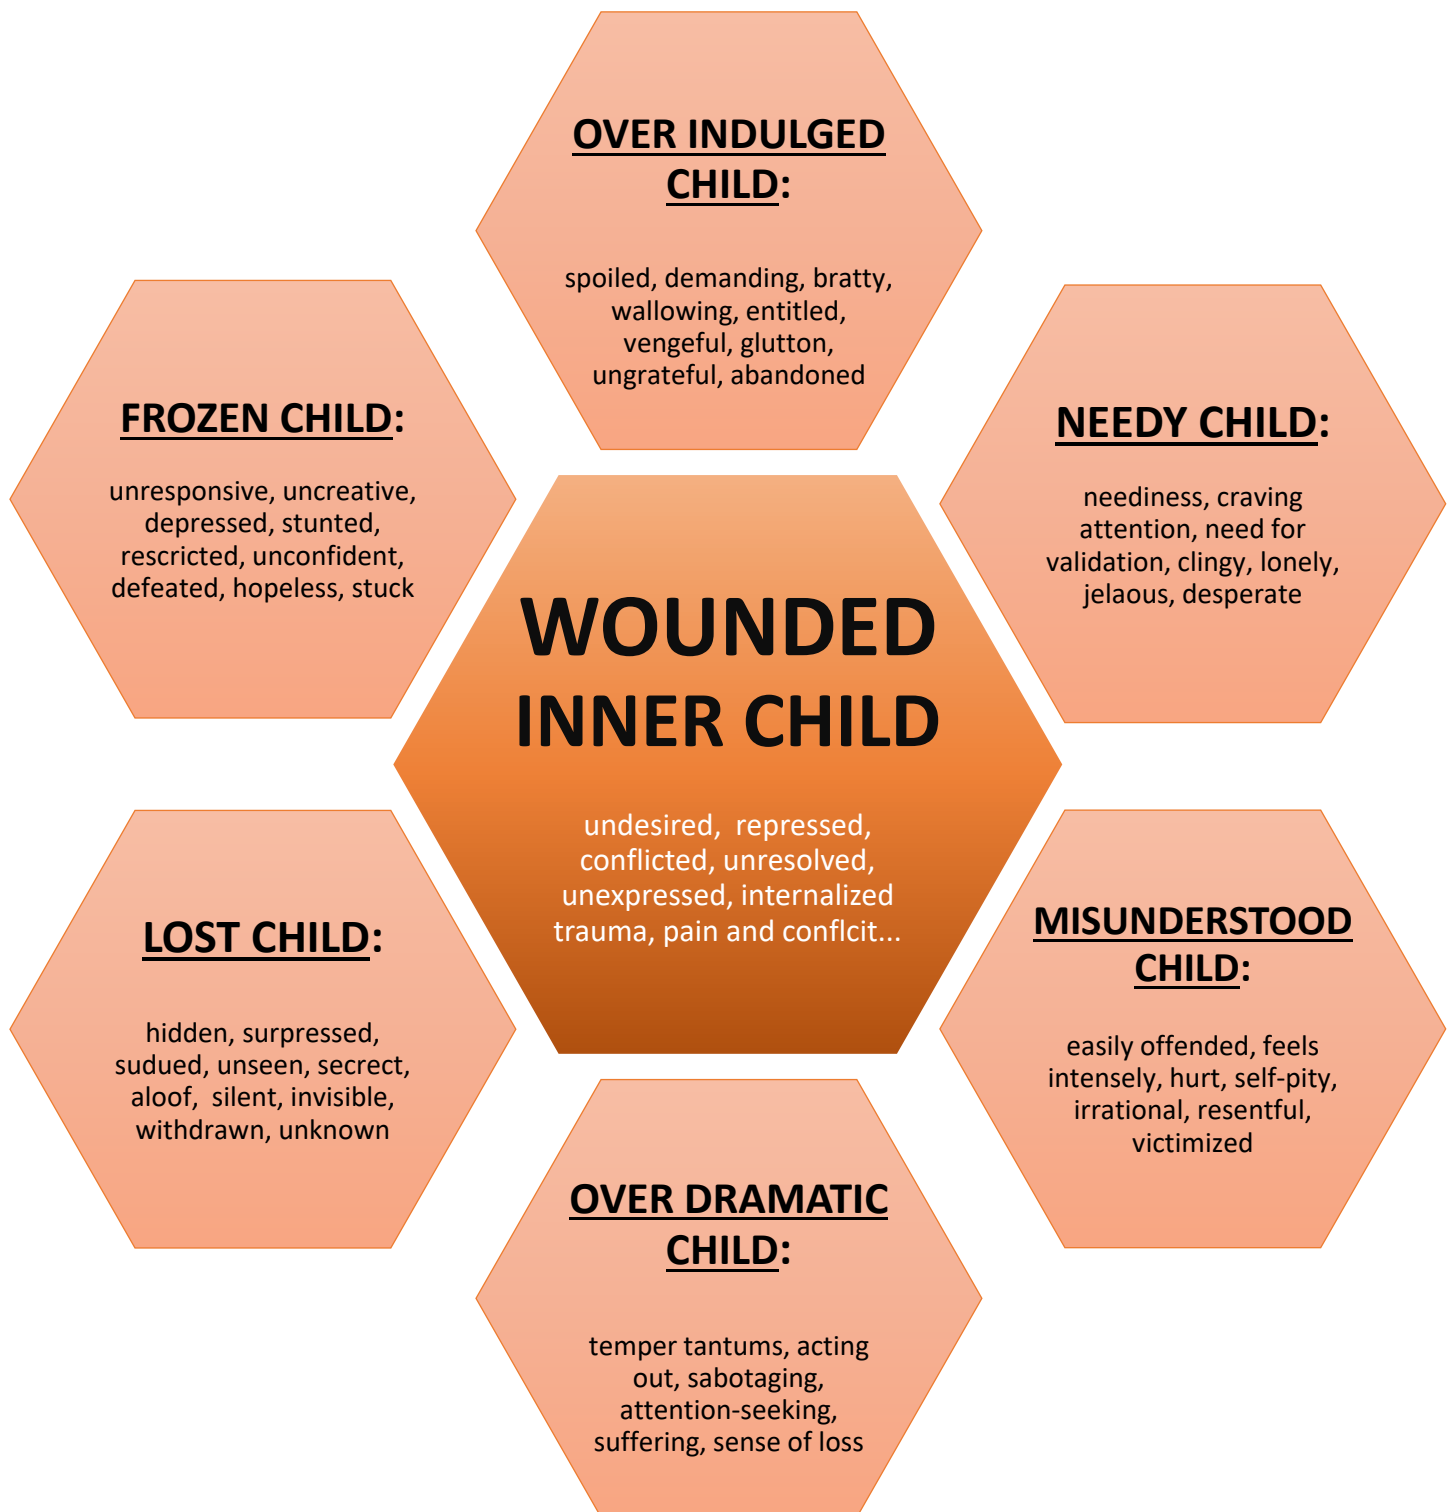 OVER INDULGED
CHILD:
spoiled, demanding, bratty,
wallowing, entitled,
vengeful, glutton,
ungrateful, abandoned
FROZEN CHILD:
unresponsive, uncreative,
depressed, stunted,
rescricted, unconfident,
defeated, hopeless, stuck
NEEDY CHILD:
neediness, craving
attention, need for
validation, clingy, lonely,
jelaous, desperate
WOUNDED
INNER CHILD
undesired, repressed,
conflicted, unresolved,
unexpressed, internalized
trauma, pain and conflcit...
LOST CHILD:
hidden, surpressed,
sudued, unseen, secrect,
aloof, silent, invisible,
withdrawn, unknown
MISUNDERSTOOD
CHILD:
easily offended, feels
intensely, hurt, self-pity,
irrational, resentful,
victimized
OVER DRAMATIC
CHILD:
temper tantums, acting
out, sabotaging,
attention-seeking,
suffering, sense of loss